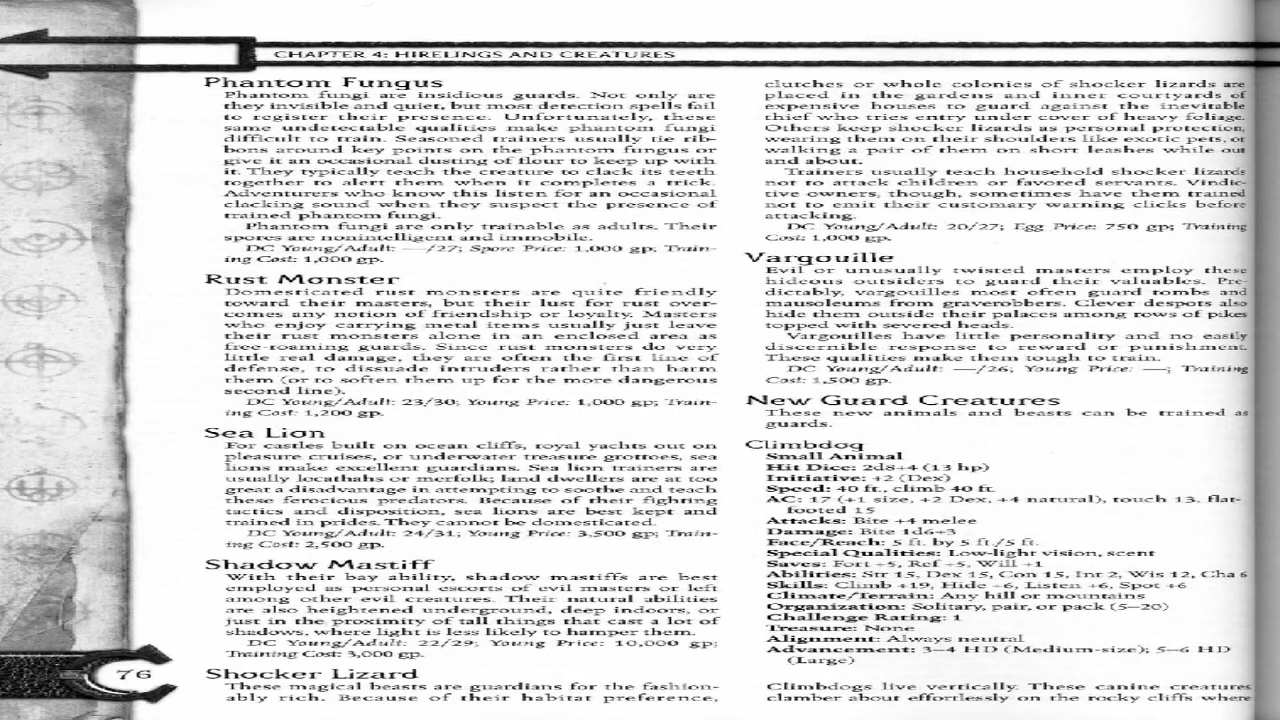 CHAPTER 4: HIRELINGS AND CREATURES
Phantom Fungus
Phantom fungi are insidious guards. Not only are
they invisible and quiet, but most detection spells fail
to register their presence. Unfortunately, these
same undetectable qualities make phantom fungi
difficult to train. Seasoned trainers usually tie rib-
bons around key points on the phantom fungus or
give it an occasional dusting of flour to keep up with
it. They typically teach the creature to clack its teeth
together to alert them when it completes a trick.
Adventurers who know this listen for an occasional
clacking sound when they suspect the presence of
trained phantom fungi.
Phantom fungi are only trainable as adults. Their
spores are nonintelligent and immobile.
DC Young/Adult: —/27; Spore Price: 1,000 gp; Train-
ing Cost: 1,000 gp.
Rust Monster
Domesticated rust monsters are quite friendly
toward their masters, but their lust for rust over-
comes any notion of friendship or loyalty. Masters
who enjoy carrying metal items usually just leave
their rust monsters alone in an enclosed area as
free-roaming guards. Since rust monsters do very
little real damage, they are often the first line of
defense, to dissuade intruders rather than harm
them (or to soften them up for the more dangerous
second line).
DC Young/Adult: 23/30; Young Price: 1,000 gp; Train-
ing Cost: 1,200 gp.
Sea Lion
For castles built on ocean cliffs, royal yachts out on
pleasure cruises, or underwater treasure grottoes, sea
lions make excellent guardians. Sea lion trainers are
usually locathahs or merfolk; land dwellers are at too
great a disadvantage in attempting to soothe and teach
these ferocious predators. Because of their fighting
tactics and disposition, sea lions are best kept and
trained in prides. They cannot be domesticated.
DC Young/Adult: 24/31; Young Price: 3,500 gp; Train-
ing Cost: 2,500 gp.
Shadow Mastiff
With their bay ability, shadow mastiffs are best
employed as personal escorts of evil masters or left
among other evil creatures. Their natural abilities
are also heightened underground, deep indoors, or
just in the proximity of tall things that cast a lot of
shadows, where light is less likely to hamper them.
DC Young/Adult: 22/29; Young Price: 10,000 gp;
Training Cost: 3,000 gp.
Shocker Lizard
These magical beasts are guardians for the fashion-
ably rich. Because of their habitat preference,
clutches or whole colonies of shocker lizards are
placed in the gardens and inner courtyards of
expensive houses to guard against the inevitable
thief who tries entry under cover of heavy foliage.
Others keep shocker lizards as personal protection,
wearing them on their shoulders like exotic pets, or
walking a pair of them on short leashes while out
and about.
Trainers usually teach household shocker lizards
not to attack children or favored servants. Vindic-
tive owners, though, sometimes have them trained
not to emit their customary warning clicks before
attacking.
DC Young/Adult: 20/27; Egg Price: 750 gp; Training
Cost: 1,000 gp.
Vargouille
Evil or unusually twisted masters employ these
hideous outsiders to guard their valuables. Pre-
dictably, vargouilles most often guard tombs and
mausoleums from graverobbers. Clever despots also
hide them outside their palaces among rows of pikes
topped with severed heads.
Vargouilles have little personality and no easily
discernible response to reward or punishment.
These qualities make them tough to train.
DC Young/Adult: —/26; Young Price: —; Training
Cost: 1,500 gp.
New Guard Creatures
These new animals and beasts can be trained as
guards.
Climbdog
Small Animal
Hit Dice: 2d8+4 (13 hp)
Initiative: +2 (Dex)
Speed: 40 ft., climb 40 ft.
AC: 17 (+1 size, +2 Dex, +4 natural), touch 13, flat-
footed 15
Attacks: Bite +4 melee
Damage: Bite 1d6+3
Face/Reach: 5 ft. by 5 ft./5 ft.
Special Qualities: Low-light vision, scent
Saves: Fort +5, Ref +5, Will +1
Abilities: Str 15, Dex 15, Con 15, Int 2, Wis 12, Cha 6
Skills: Climb +19, Hide +6, Listen +6, Spot +6
Climate/Terrain: Any hill or mountains
Organization: Solitary, pair, or pack (5–20)
Challenge Rating: 1
Treasure: None
Alignment: Always neutral
Advancement: 3–4 HD (Medium-size); 5–6 HD
(Large)
Climbdogs live vertically. These canine creatures
clamber about effortlessly on the rocky cliffs where
76